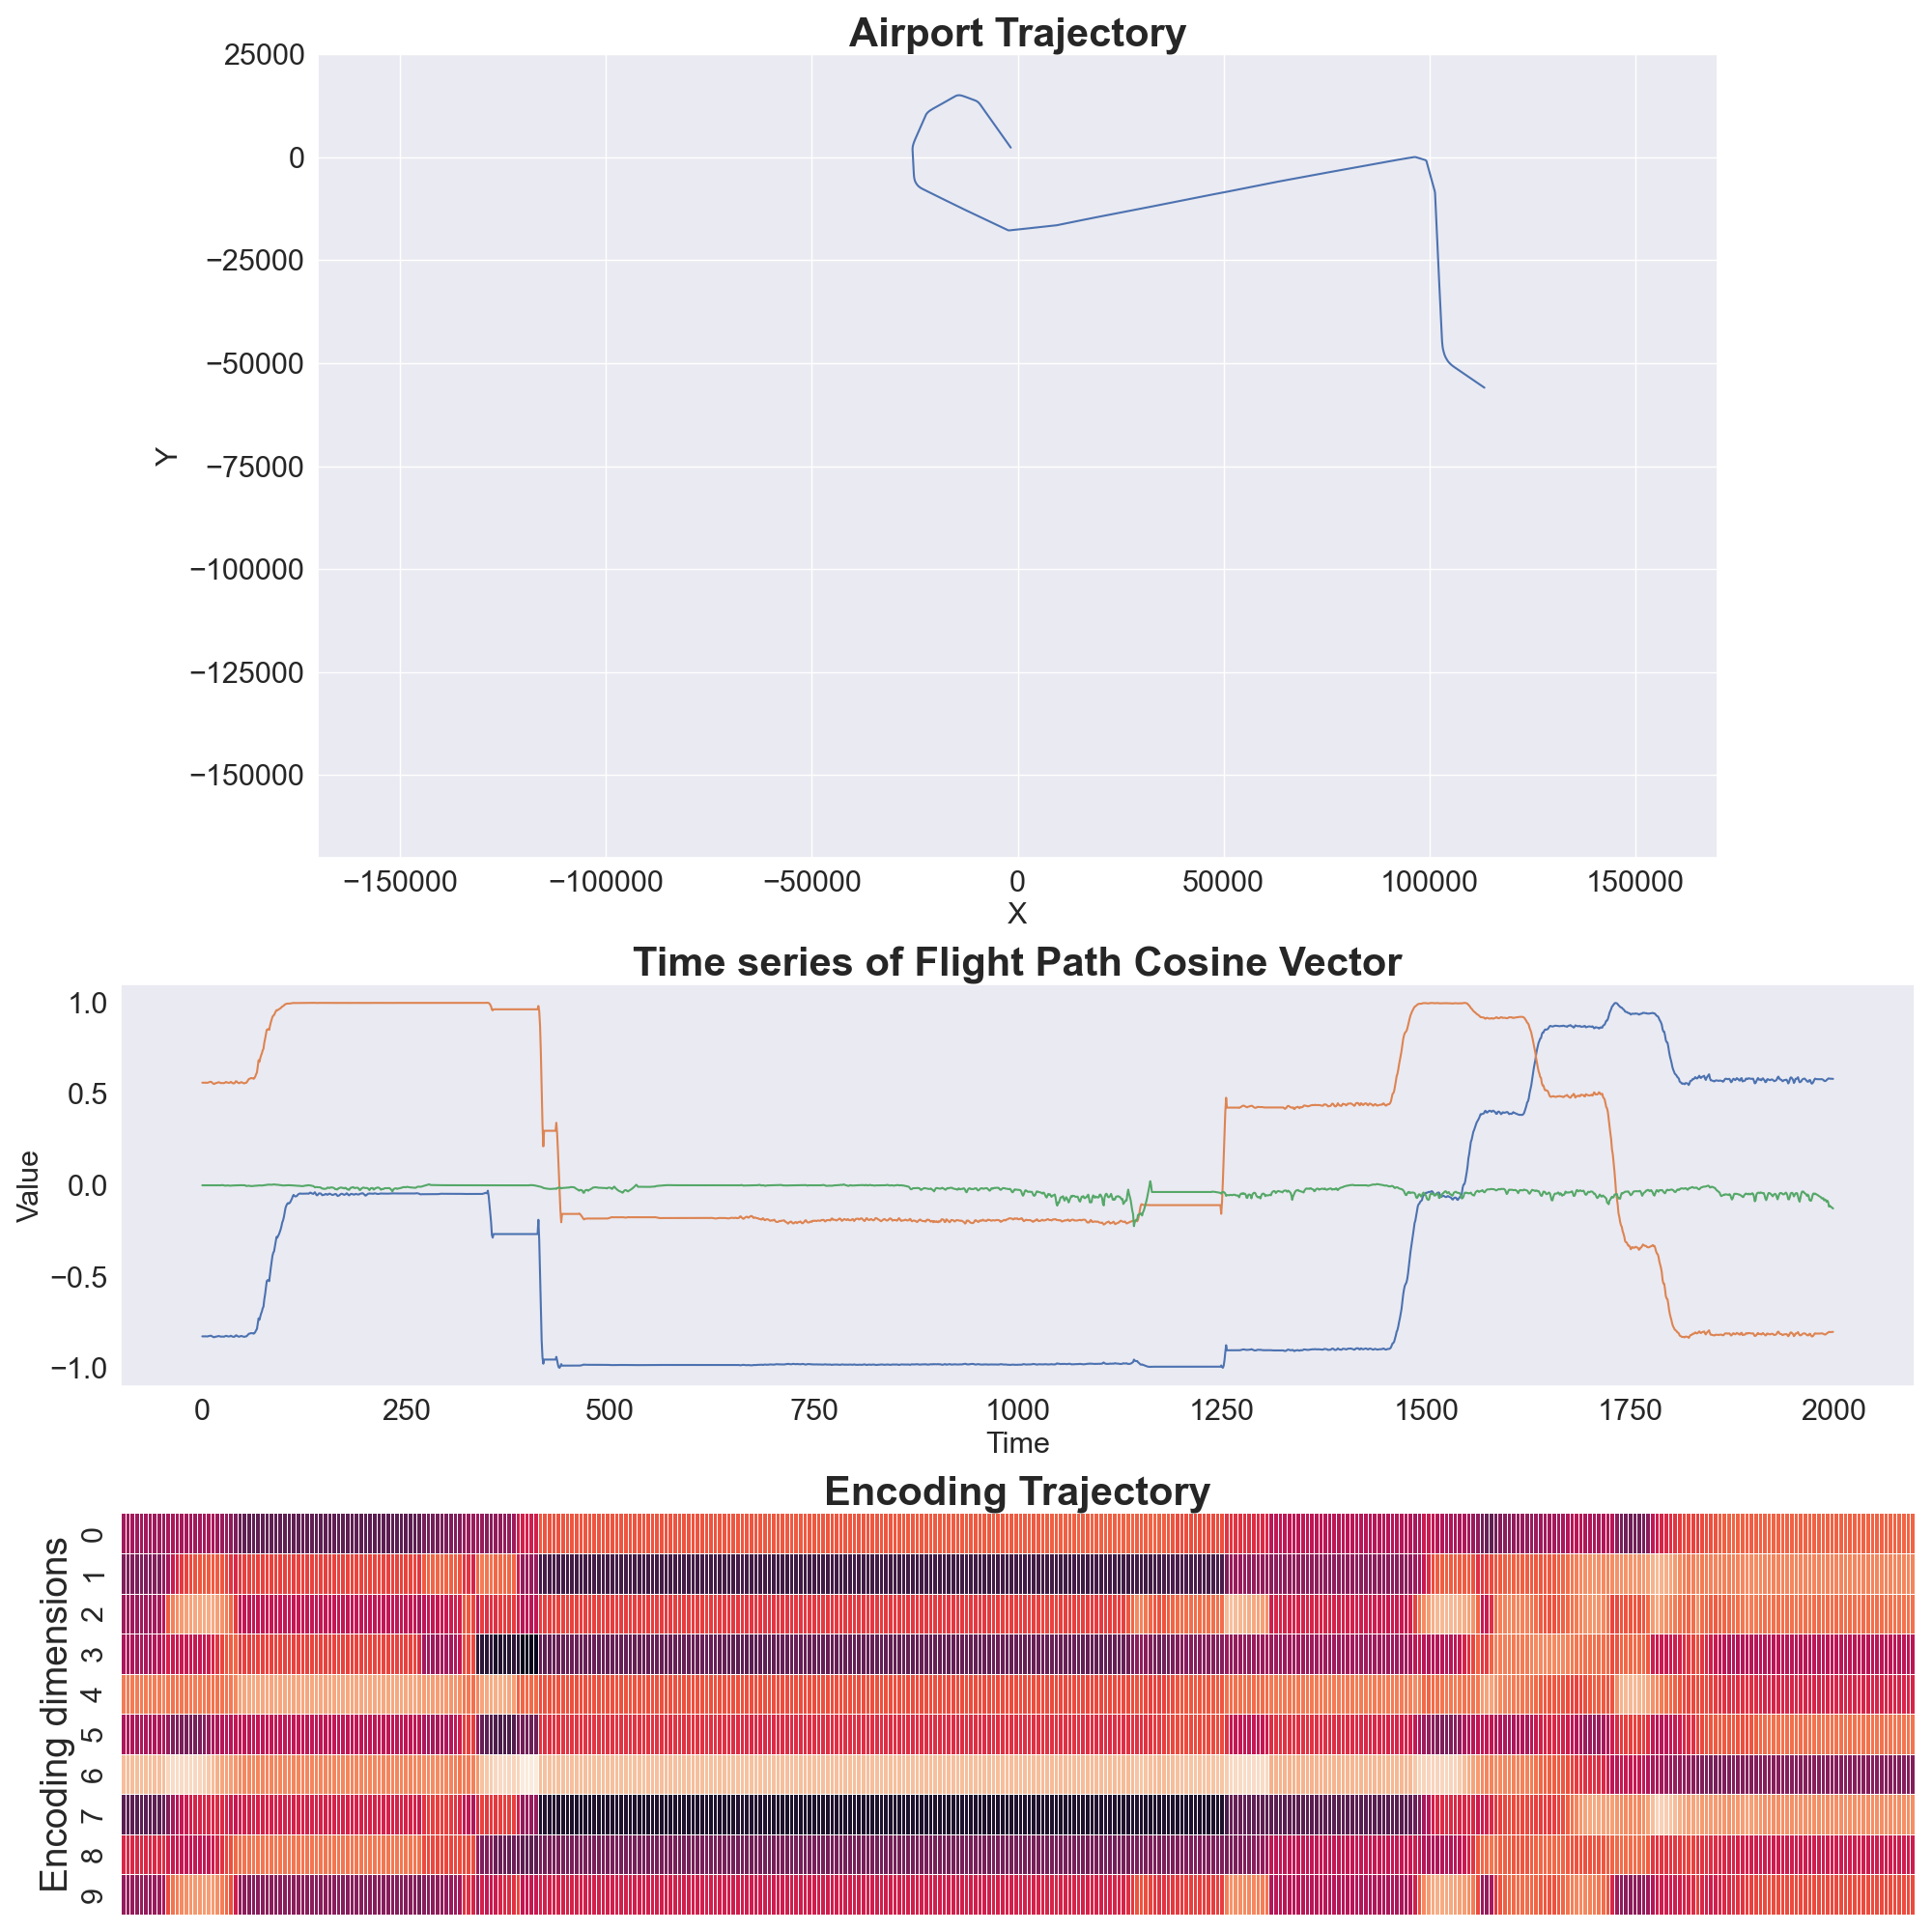 Airport Trajectory
25000
0
−25000
−50000
−75000
−100000
−125000
−150000
Y
−150000 −100000 −50000 0 50000 100000 150000
X
Time series of Flight Path Cosine Vector
1.0
0.5
0.0
−0.5
−1.0
Value
0 250 500 750 1000 1250 1500 1750 2000
Time
Encoding Trajectory
Encoding dimensions
0
1
2
3
4
5
6
7
8
9